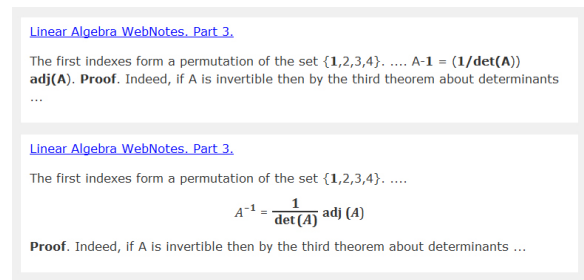 Linear Algebra WebNotes. Part 3.
The first indexes form a permutation of the set {1,2,3,4}. .... A-1 = (1/det(A))
adj(A). Proof. Indeed, if A is invertible then by the third theorem about determinants
...
Linear Algebra WebNotes. Part 3.
The first indexes form a permutation of the set {1,2,3,4}. ....
A⁻¹ = 1/det(A) adj (A)
Proof. Indeed, if A is invertible then by the third theorem about determinants ...